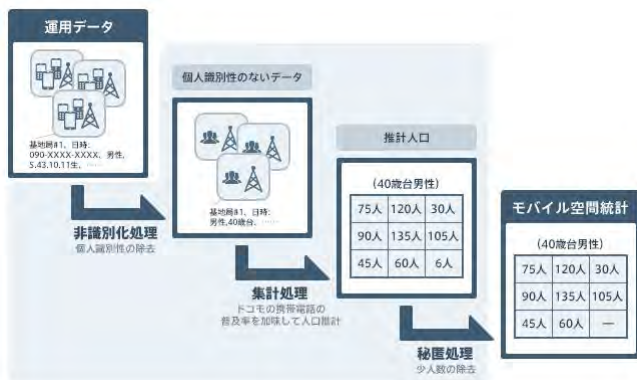 運用データ
基地局#1、日時:
090-XXXX-XXXX、男性,
S.43.10.11生、……
非識別化処理
個人識別性の除去
個人識別性のないデータ
基地局#1、日時:
男性,40歳台、……
集計処理
ドコモの携帯電話の
普及率を加味して人口推計
推計人口
(40歳台男性)
75人 120人 30人
90人 135人 105人
45人 60人 6人
秘匿処理
少人数の除去
モバイル空間統計
(40歳台男性)
75人 120人 30人
90人 135人 105人
45人 60人 —